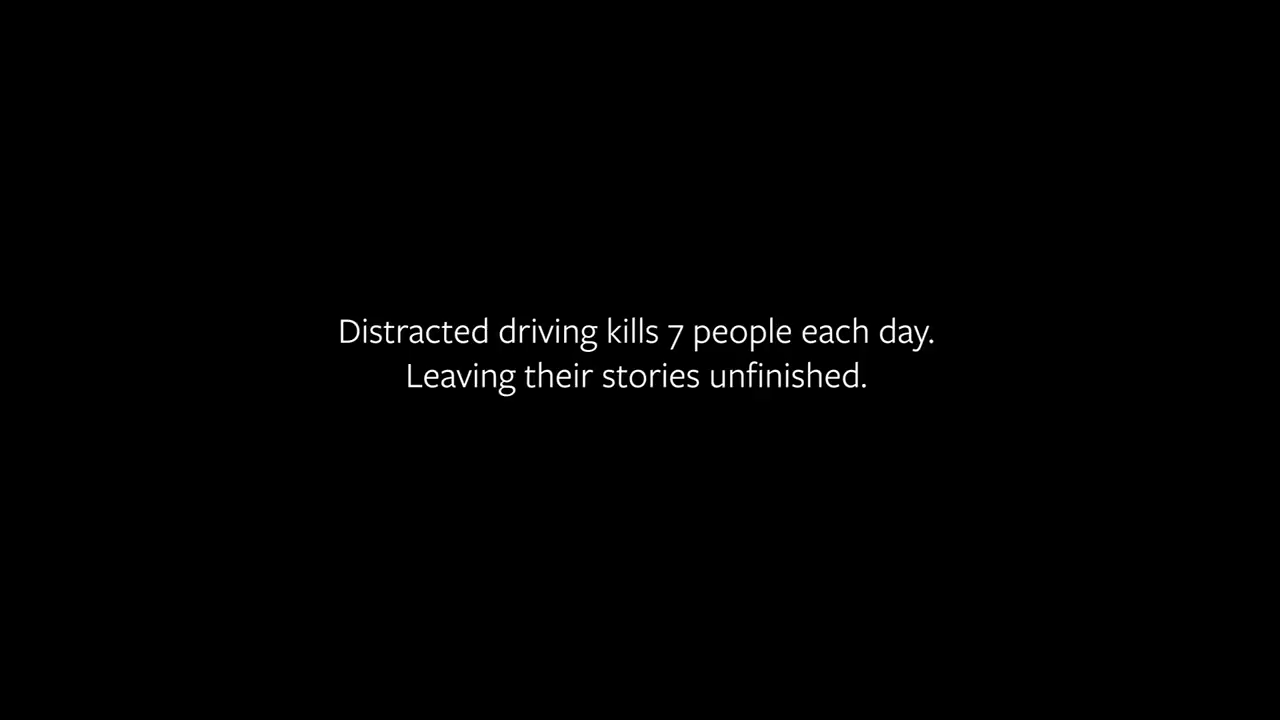 Distracted driving kills 7 people each day.
Leaving their stories unfinished.